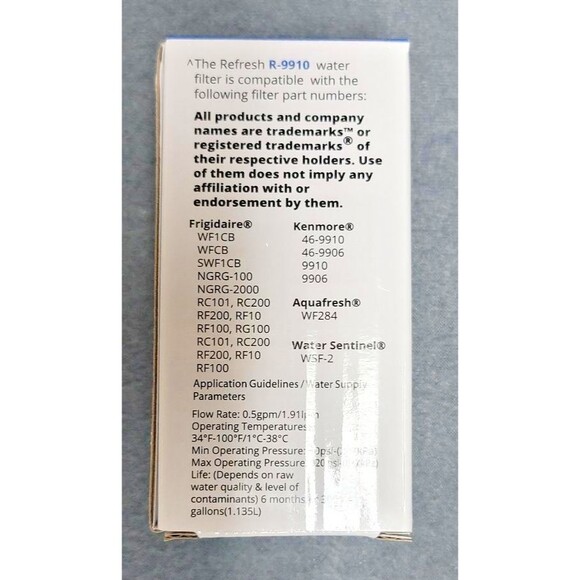 ^The Refresh R-9910 water
filter is compatible with the
following filter part numbers:
All products and company
names are trademarks™ or
registered trademarks® of
their respective holders. Use
of them does not imply any
affiliation with or
endorsement by them.
Frigidaire®
WF1CB
WFCB
SWF1CB
NGRG-100
NGRG-2000
RC101, RC200
RF200, RF10
RF100, RG100
RC101, RC200
RF200, RF10
RF100
Kenmore®
46-9910
46-9906
9910
9906
Aquafresh®
WF284
Water Sentinel®
WSF-2
Application Guidelines/Water Supply
Parameters
Flow Rate: 0.5gpm/1.91lpm
Operating Temperatures:
34°F-100°F/1°C-38°C
Min Operating Pressure:
Max Operating Pressure:
Life: (Depends on raw
water quality & level of
contaminants) 6 months or
gallons(1.135L)